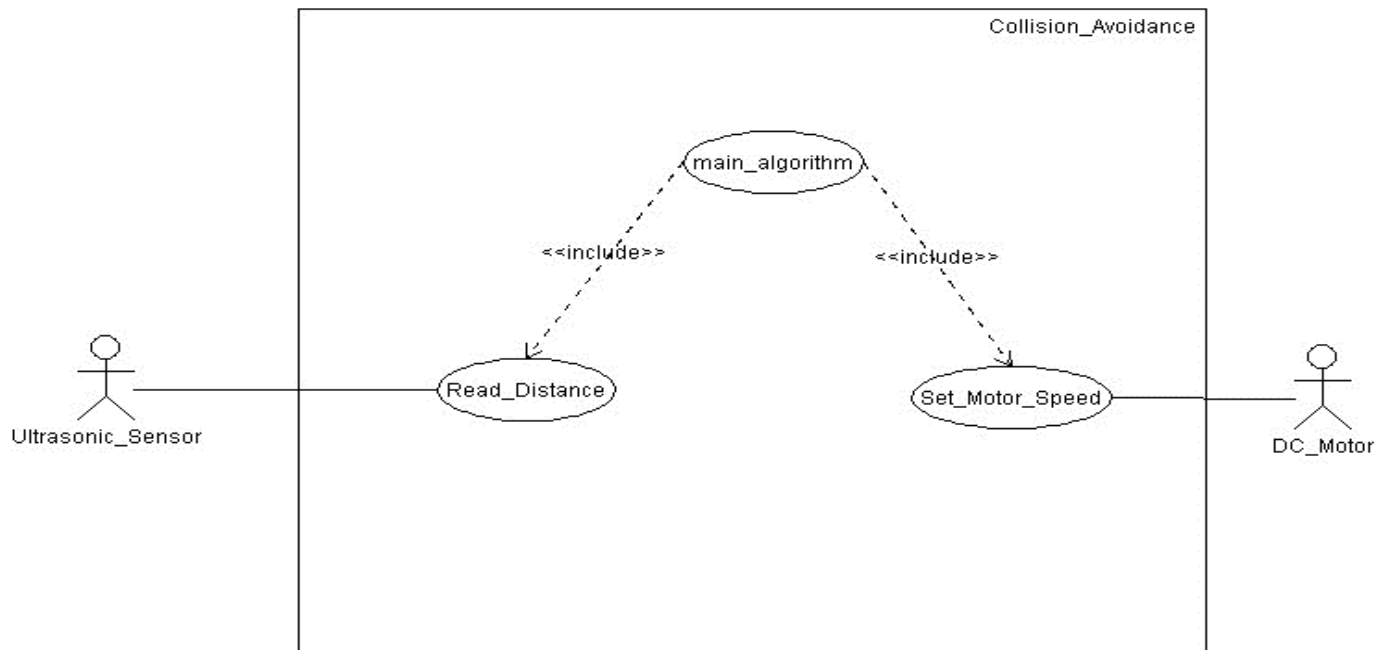 Collision_Avoidance
main_algorithm
<<include>>
<<include>>
Read_Distance
Set_Motor_Speed
Ultrasonic_Sensor
DC_Motor